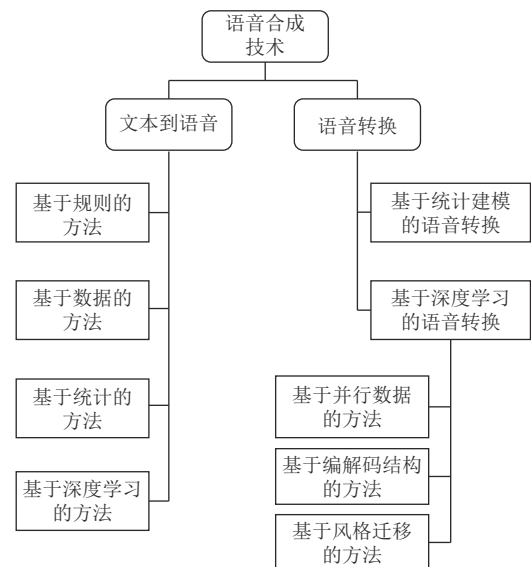 语音合成
技术
文本到语音
语音转换
基于规则的
方法
基于数据的
方法
基于统计的
方法
基于深度学习
的方法
基于统计建模
的语音转换
基于深度学习
的语音转换
基于并行数据
的方法
基于编解码结构
的方法
基于风格迁移
的方法